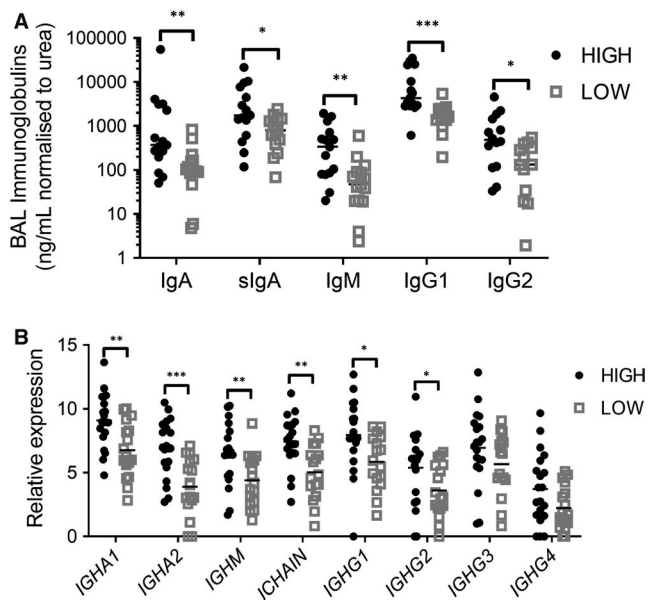 A
BAL Immunoglobulins
(ng/mL normalised to urea)
100000
10000
1000
100
10
1
**
*
**
***
*
HIGH
LOW
IgA
sIgA
IgM
IgG1
IgG2
B
Relative expression
15
10
5
0
**
***
**
**
*
*
HIGH
LOW
IGHA1
IGHA2
IGHM
ICHAIN
IGHG1
IGHG2
IGHG3
IGHG4